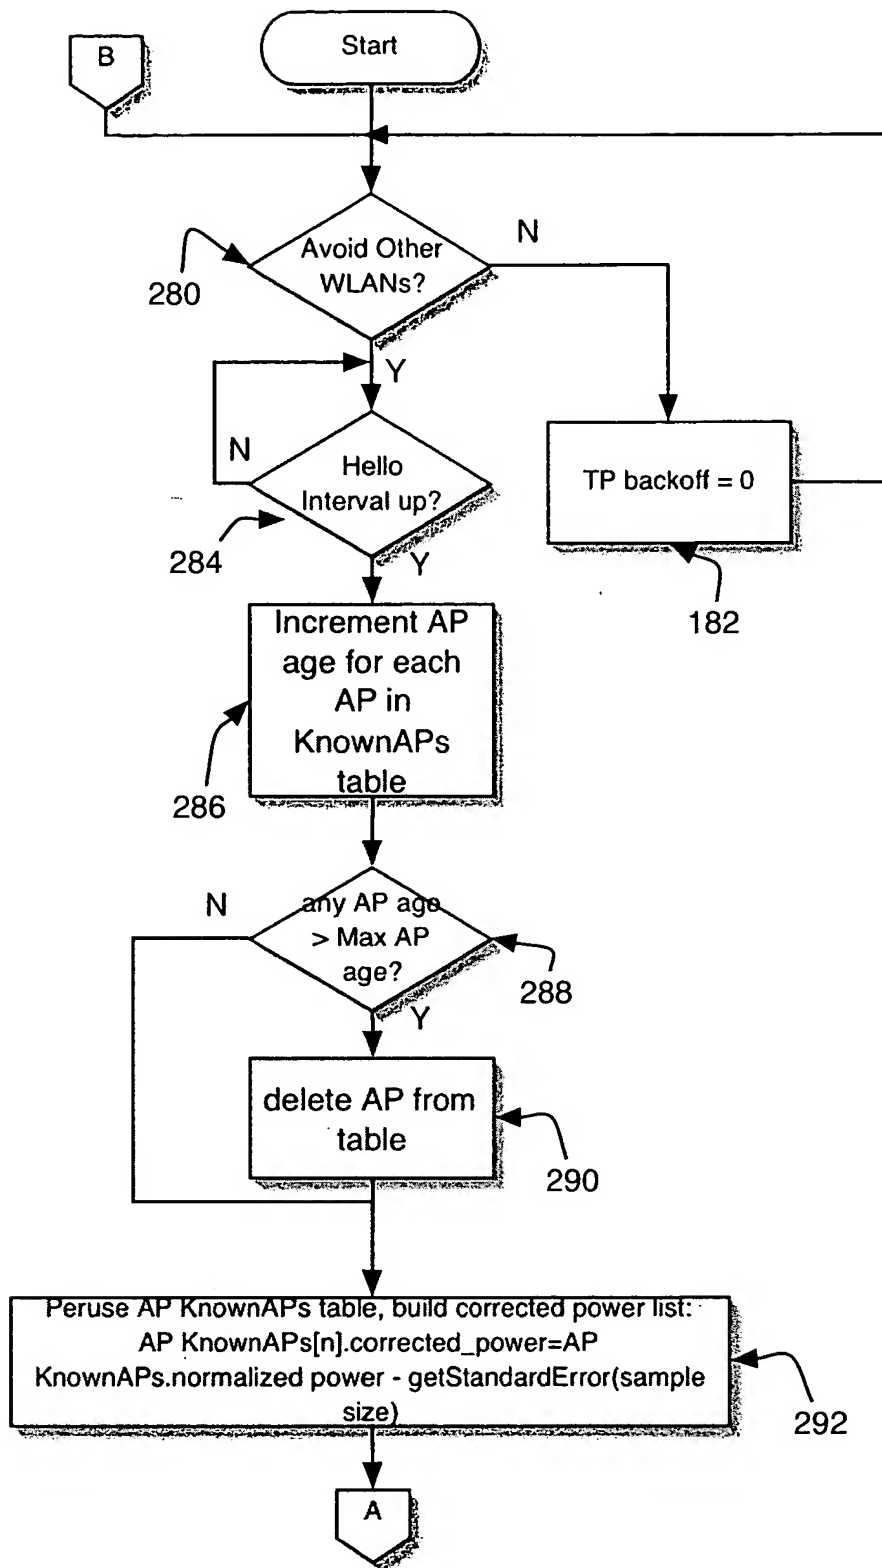 B
Start
Avoid Other
WLANs?
N
280
Y
N
Hello
Interval up?
TP backoff = 0
284
Y
182
Increment AP
age for each
AP in
KnownAPs
table
286
N
any AP age
> Max AP
age?
288
Y
delete AP from
table
290
Peruse AP KnownAPs table, build corrected power list:
AP KnownAPs[n].corrected_power=AP
KnownAPs.normalized power - getStandardError(sample
size)
292
A